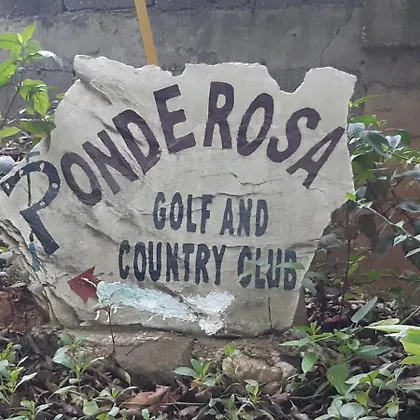 PONDEROSA
GOLF AND
COUNTRY CLUB